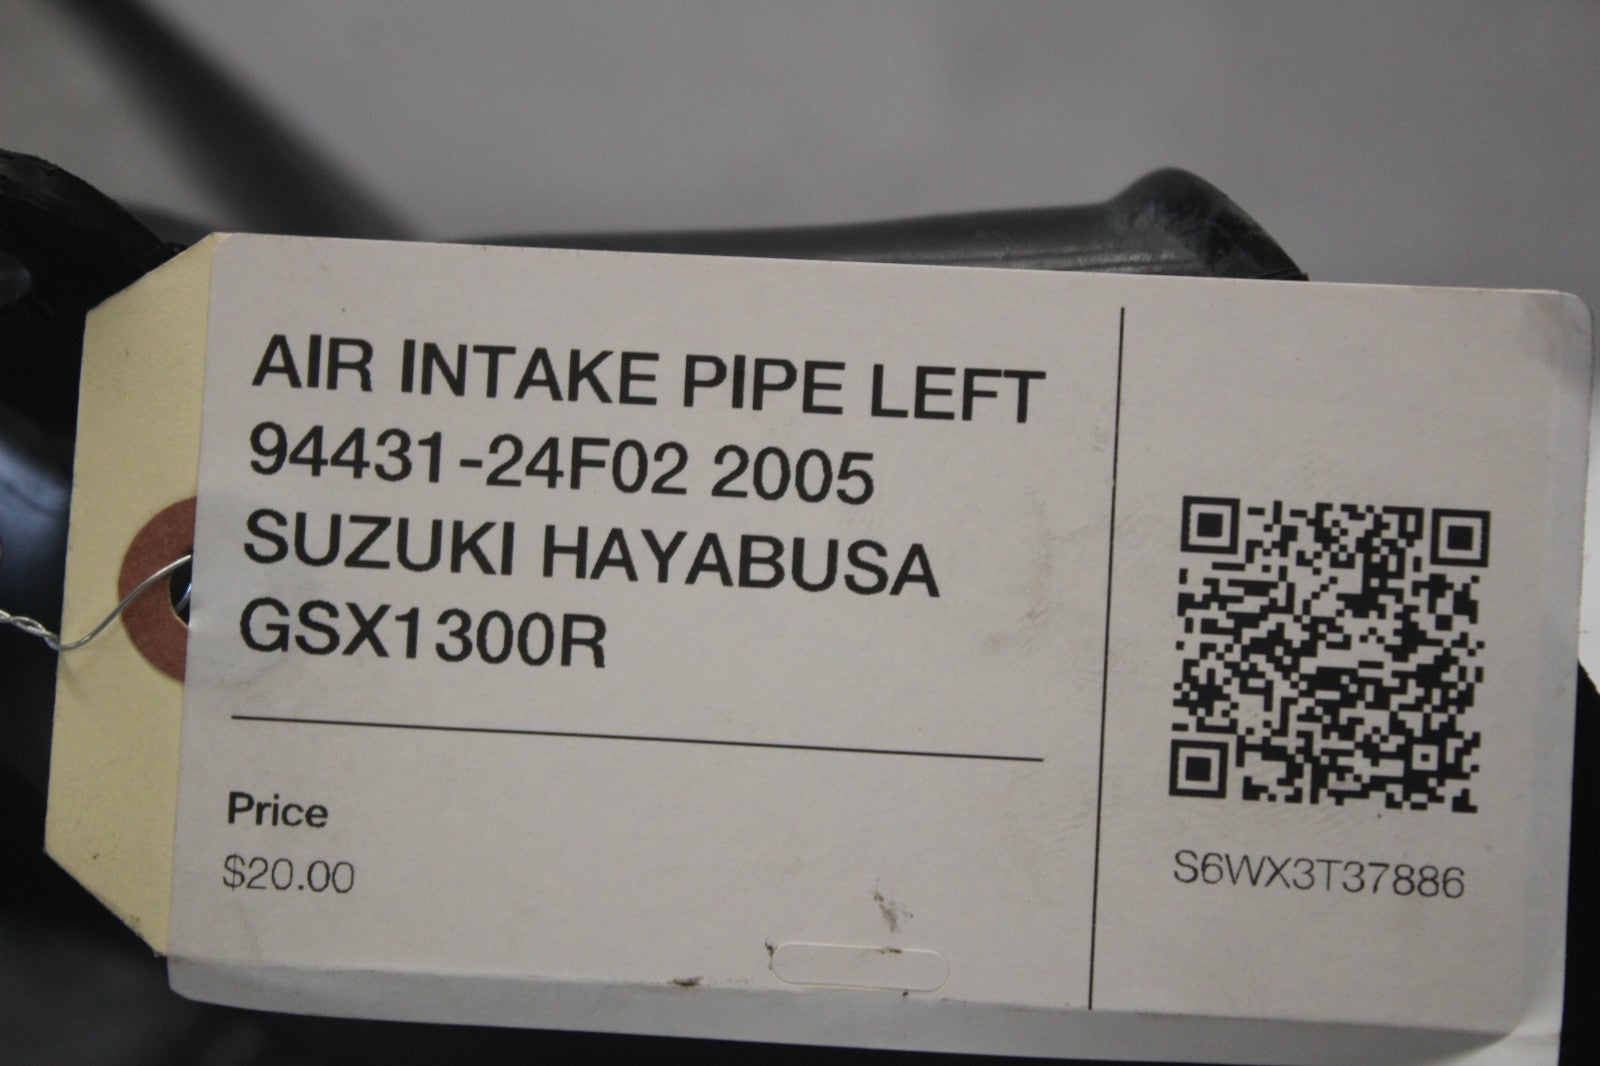 AIR INTAKE PIPE LEFT
94431-24F02 2005
SUZUKI HAYABUSA
GSX1300R
Price
$20.00
S6WX3T37886